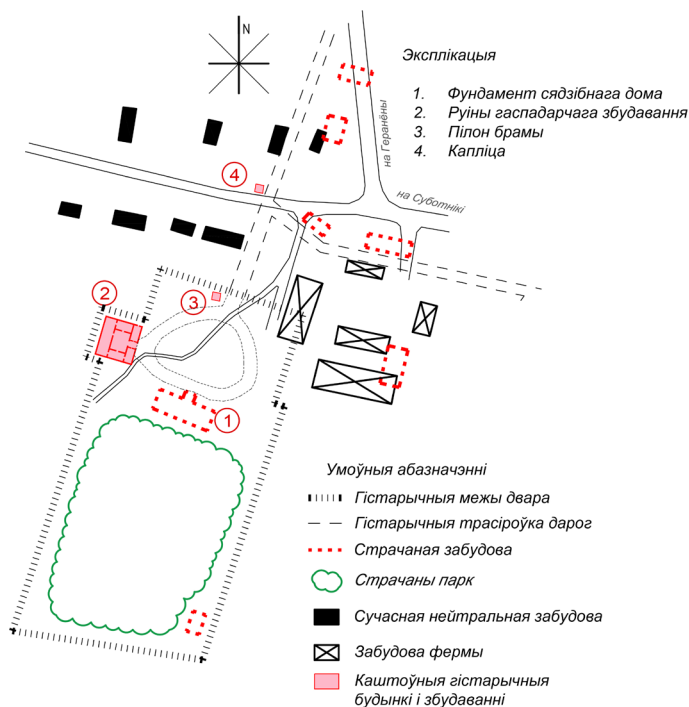 N
Эксплікацыя
1. Фундамент сядзібнага дома
2. Руіны гаспадарчага збудавання
3. Пілон брамы
4. Капліца
на Геранёны
на Суботнікі
4
2
3
1
Умоўныя абазначэнні
Гістарычныя межы двара
Гістарычныя трасіроўка дарог
Страчаная забудова
Страчаны парк
Сучасная нейтральная забудова
Забудова фермы
Каштоўныя гістарычныя
будынкі і збудаванні